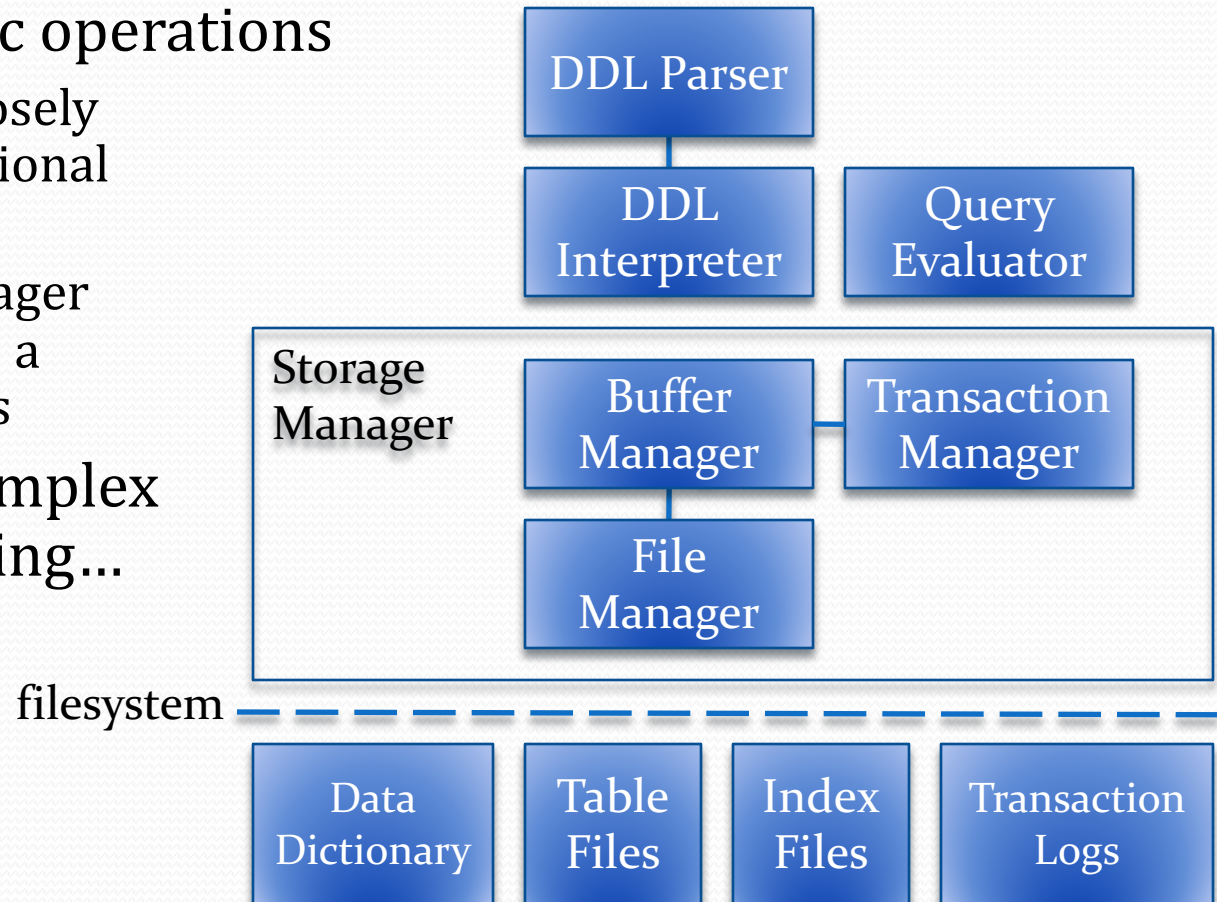 c operations
osely
ional
ager
a
s
mplex
ing…
DDL Parser
DDL
Interpreter
Query
Evaluator
Storage
Manager
Buffer
Manager
Transaction
Manager
File
Manager
filesystem
Data
Dictionary
Table
Files
Index
Files
Transaction
Logs